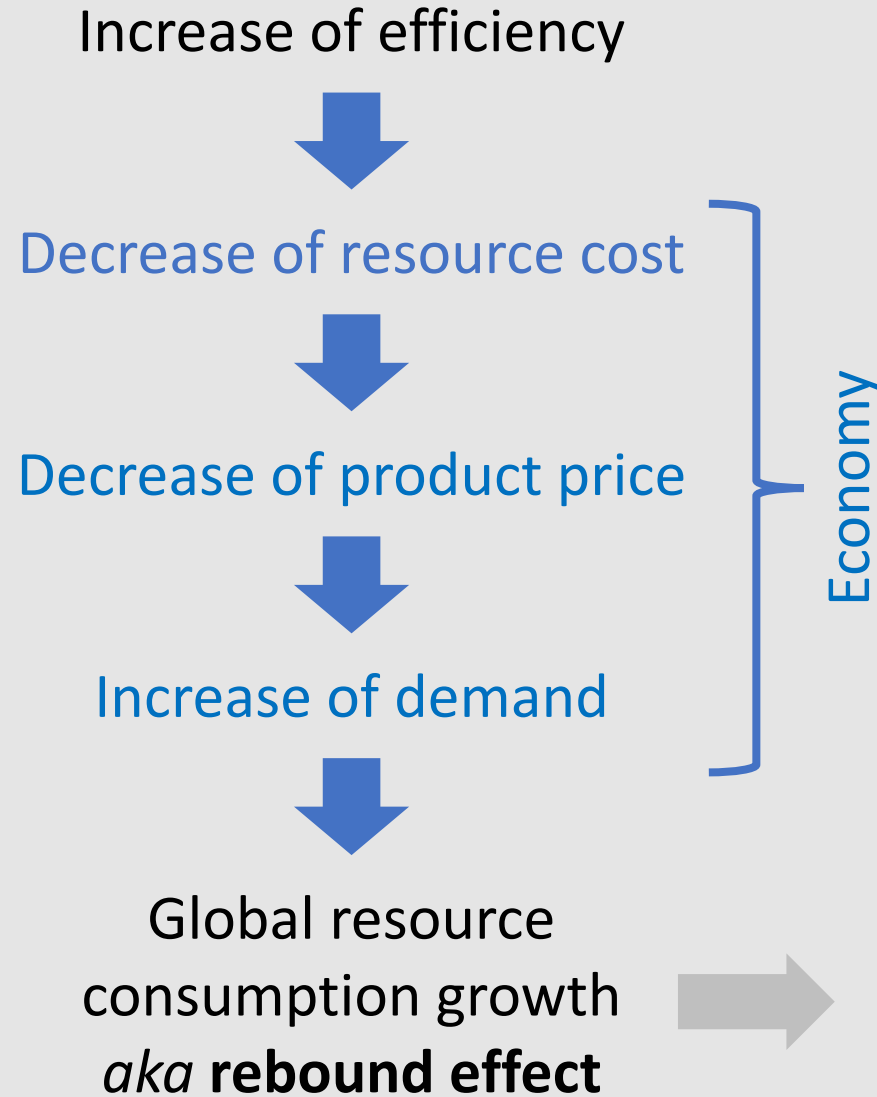 Increase of efficiency
Decrease of resource cost
Decrease of product price
Increase of demand
Economy
Global resource
consumption growth
aka rebound effect